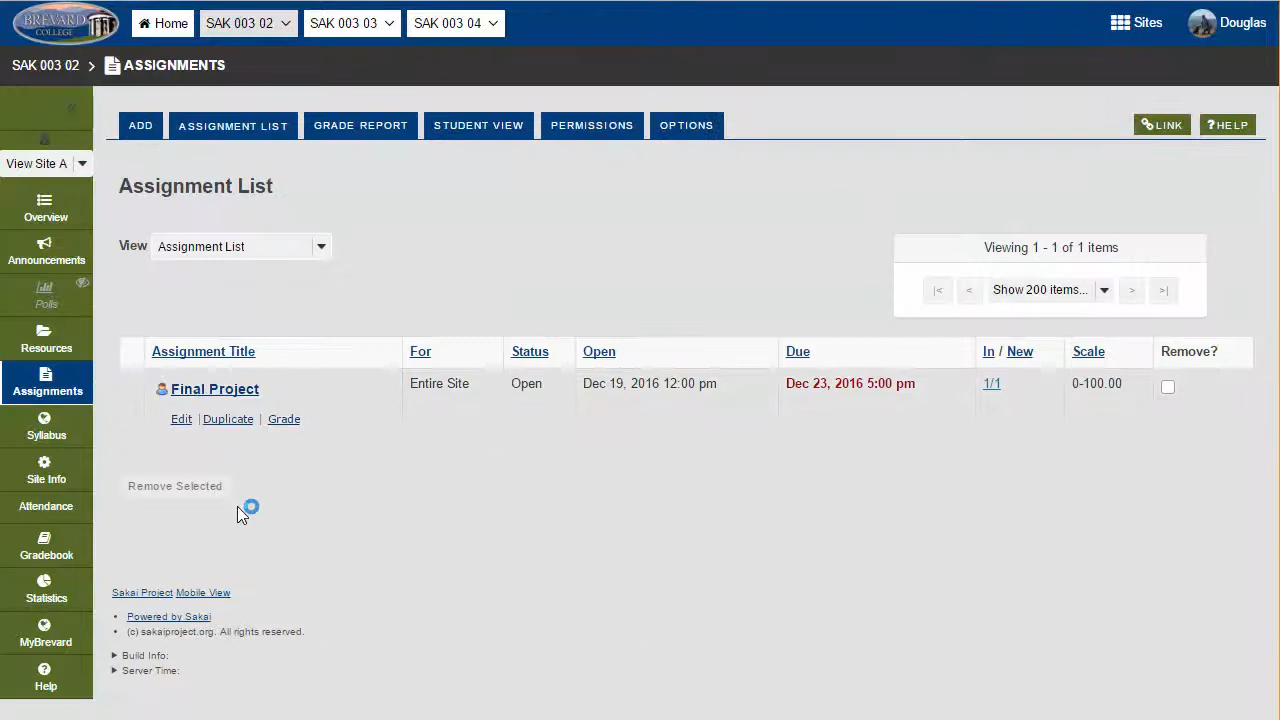 BREVARD
COLLEGE
Home
SAK 003 02
SAK 003 03
SAK 003 04
Sites
Douglas
SAK 003 02 > ASSIGNMENTS
«
View Site A
Overview
Announcements
Polls
Resources
Assignments
Syllabus
Site Info
Attendance
Gradebook
Statistics
MyBrevard
Help
ADD
ASSIGNMENT LIST
GRADE REPORT
STUDENT VIEW
PERMISSIONS
OPTIONS
LINK
?HELP
Assignment List
View Assignment List
Viewing 1 - 1 of 1 items
|< < Show 200 items... > >|
Assignment Title For Status Open Due In / New Scale Remove?
Final Project Entire Site Open Dec 19, 2016 12:00 pm Dec 23, 2016 5:00 pm 1/1 0-100.00
Edit | Duplicate | Grade
Remove Selected
Sakai Project Mobile View
• Powered by Sakai
• (c) sakaiproject.org. All rights reserved.
Build Info:
Server Time: